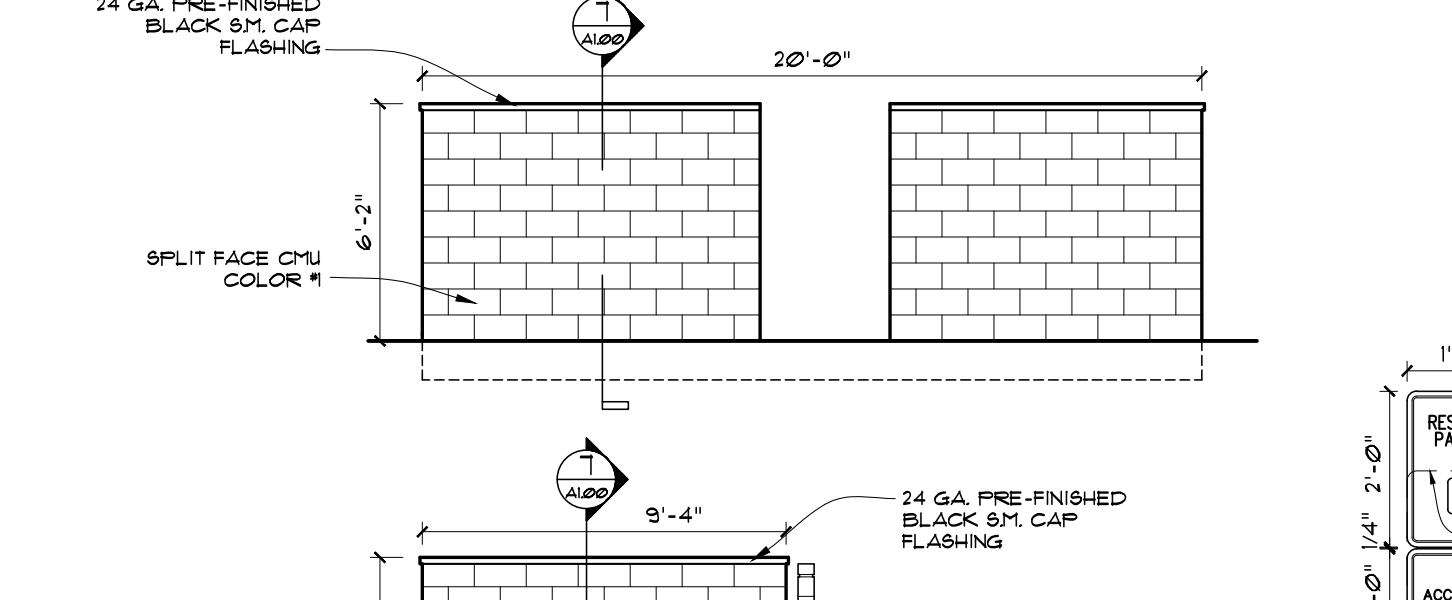 24 GA. PRE-FINISHED
BLACK S.M. CAP
FLASHING
7
A1.00
20'-0"
6'-2"
SPLIT FACE CMU
COLOR #1
7
A1.00
9'-4"
24 GA. PRE-FINISHED
BLACK S.M. CAP
FLASHING
1'
2'-0"
1/4"